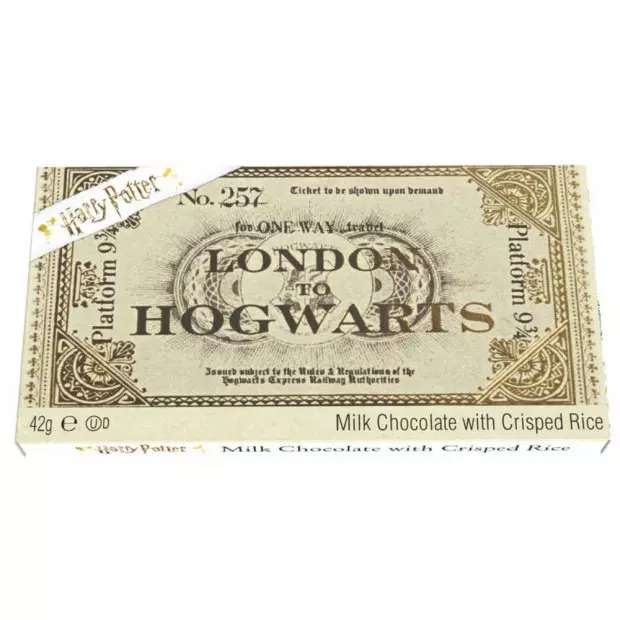 Harry Potter
No. 257
Ticket to be shown upon demand
for ONE WAY travel
LONDON
TO
HOGWARTS
Platform 9¾
Platform 9¾
Issued subject to the Rules & Regulations of the
Hogwarts Express Railway Authorities
42g ℮ ⓊD
Milk Chocolate with Crisped Rice
Harry Potter
Milk Chocolate with Crisped Rice